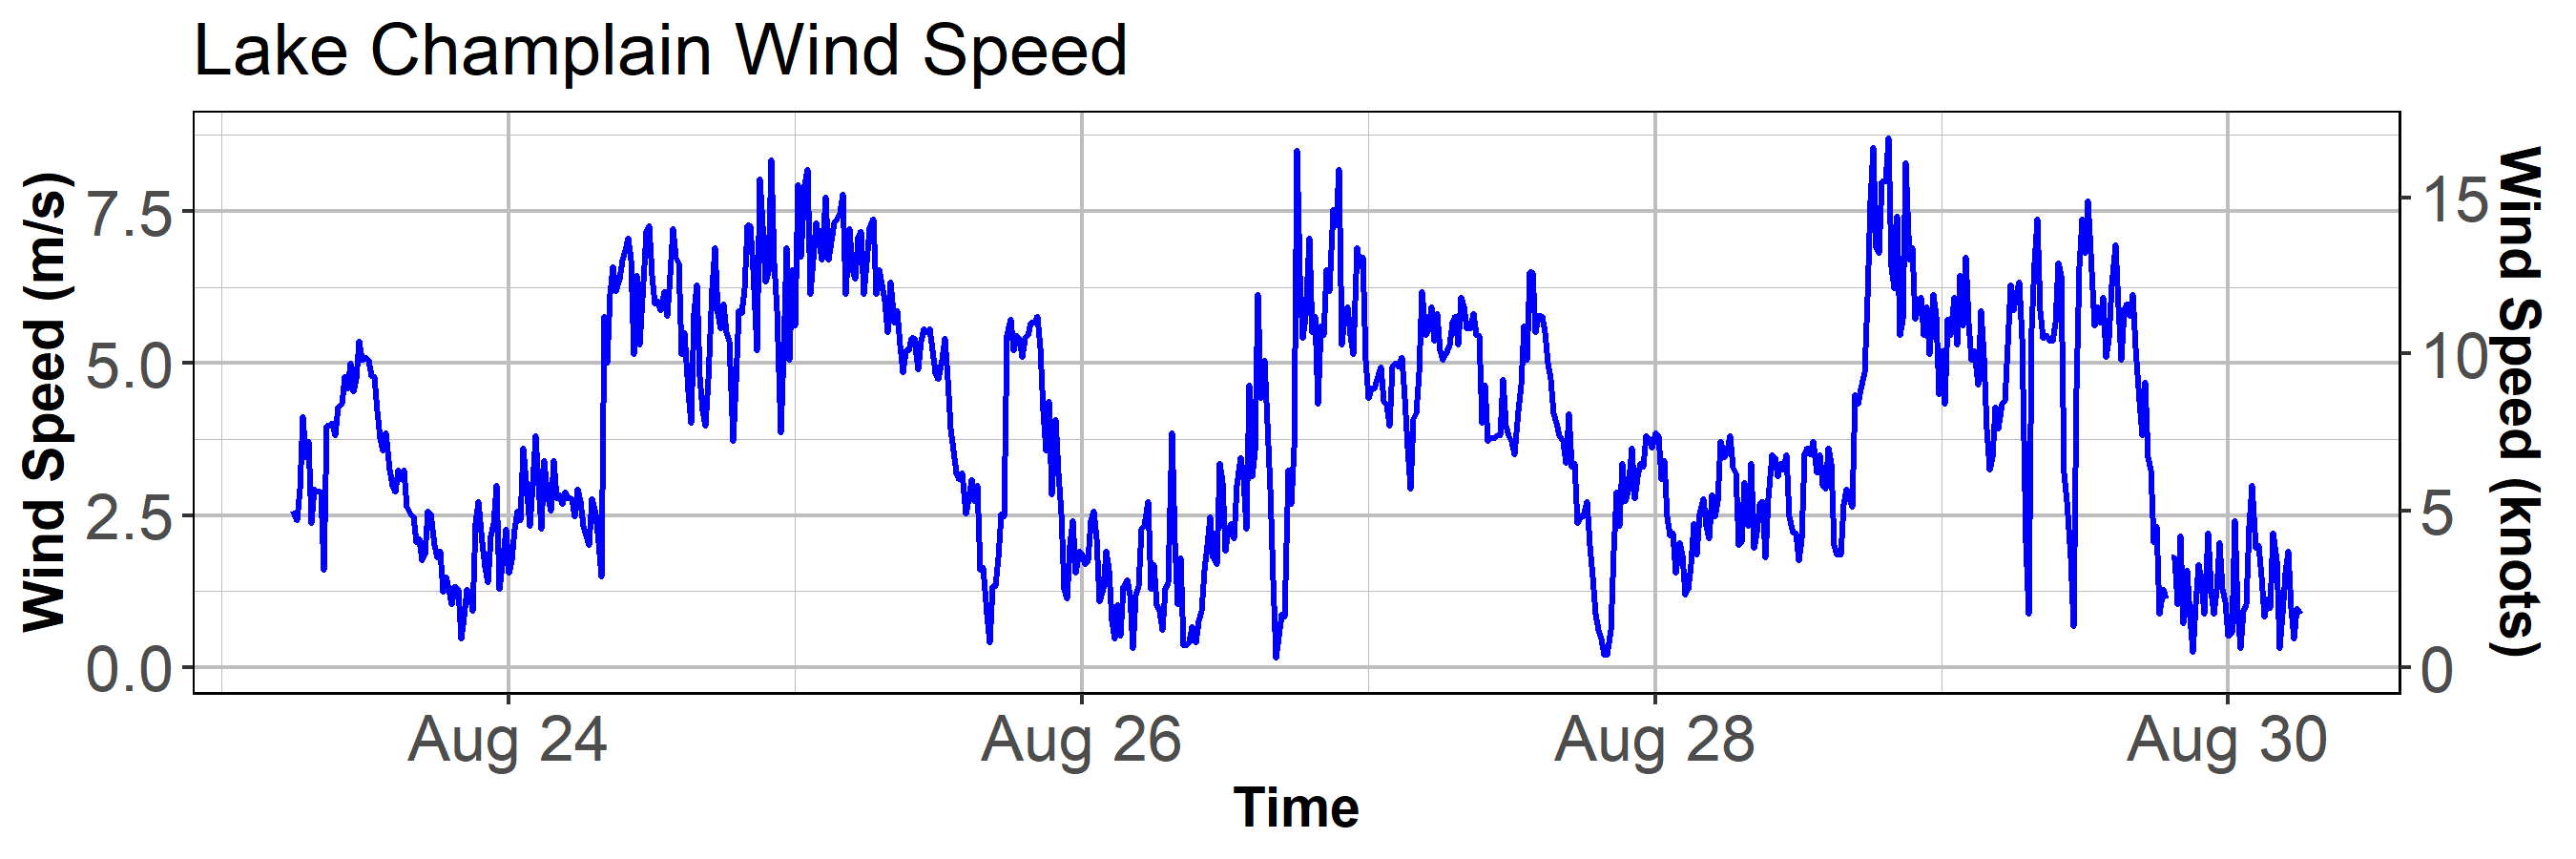 Lake Champlain Wind Speed
Wind Speed (m/s)
7.5
5.0
2.5
0.0
15
10
5
0
Wind Speed (knots)
Aug 24
Aug 26
Aug 28
Aug 30
Time